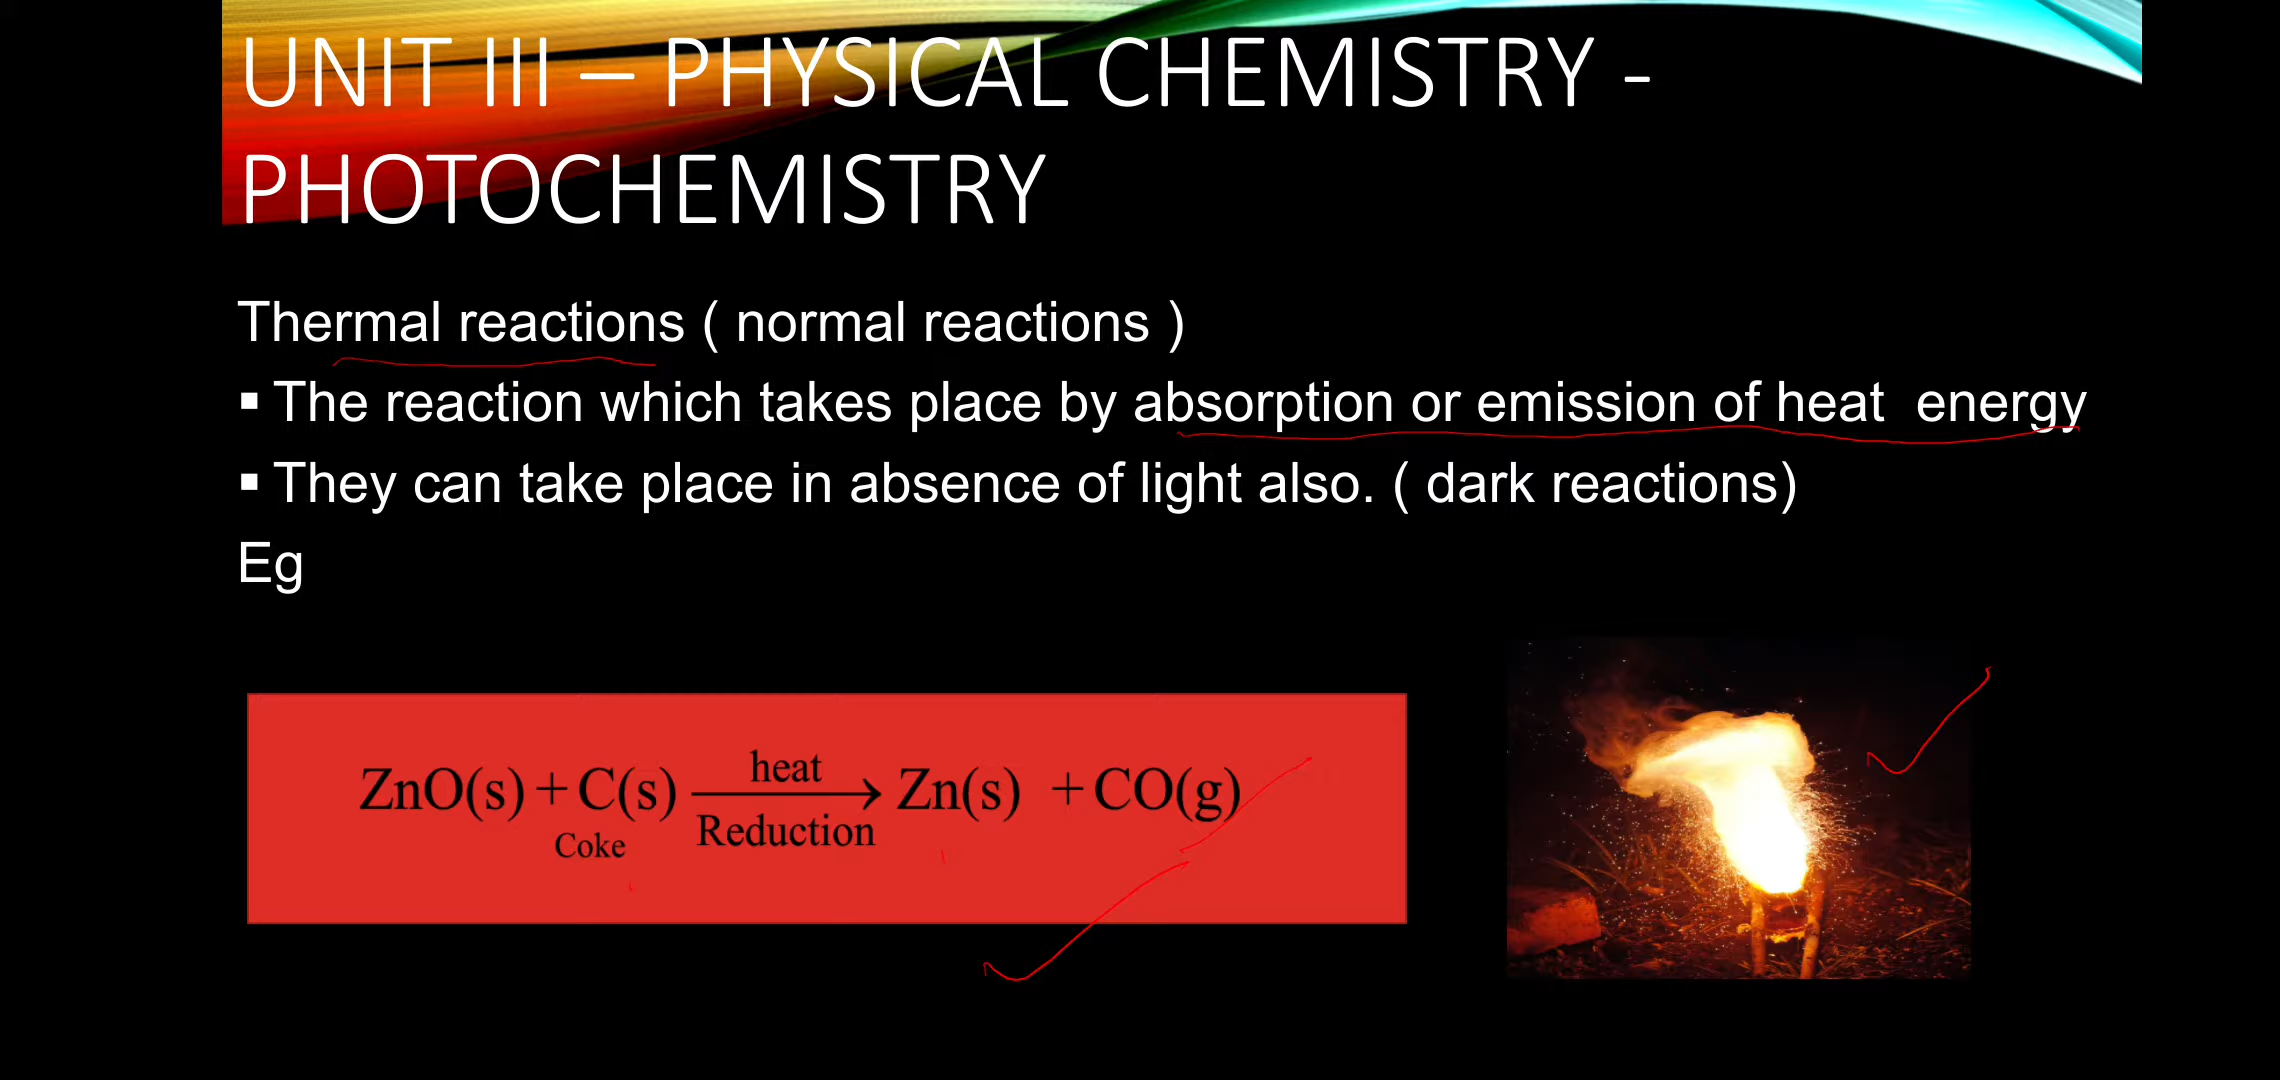 UNIT III – PHYSICAL CHEMISTRY -
PHOTOCHEMISTRY
Thermal reactions ( normal reactions )
▪ The reaction which takes place by absorption or emission of heat  energy
▪ They can take place in absence of light also. ( dark reactions)
Eg
heat
ZnO(s) + C(s) ⟶ Zn(s) + CO(g)
Coke Reduction